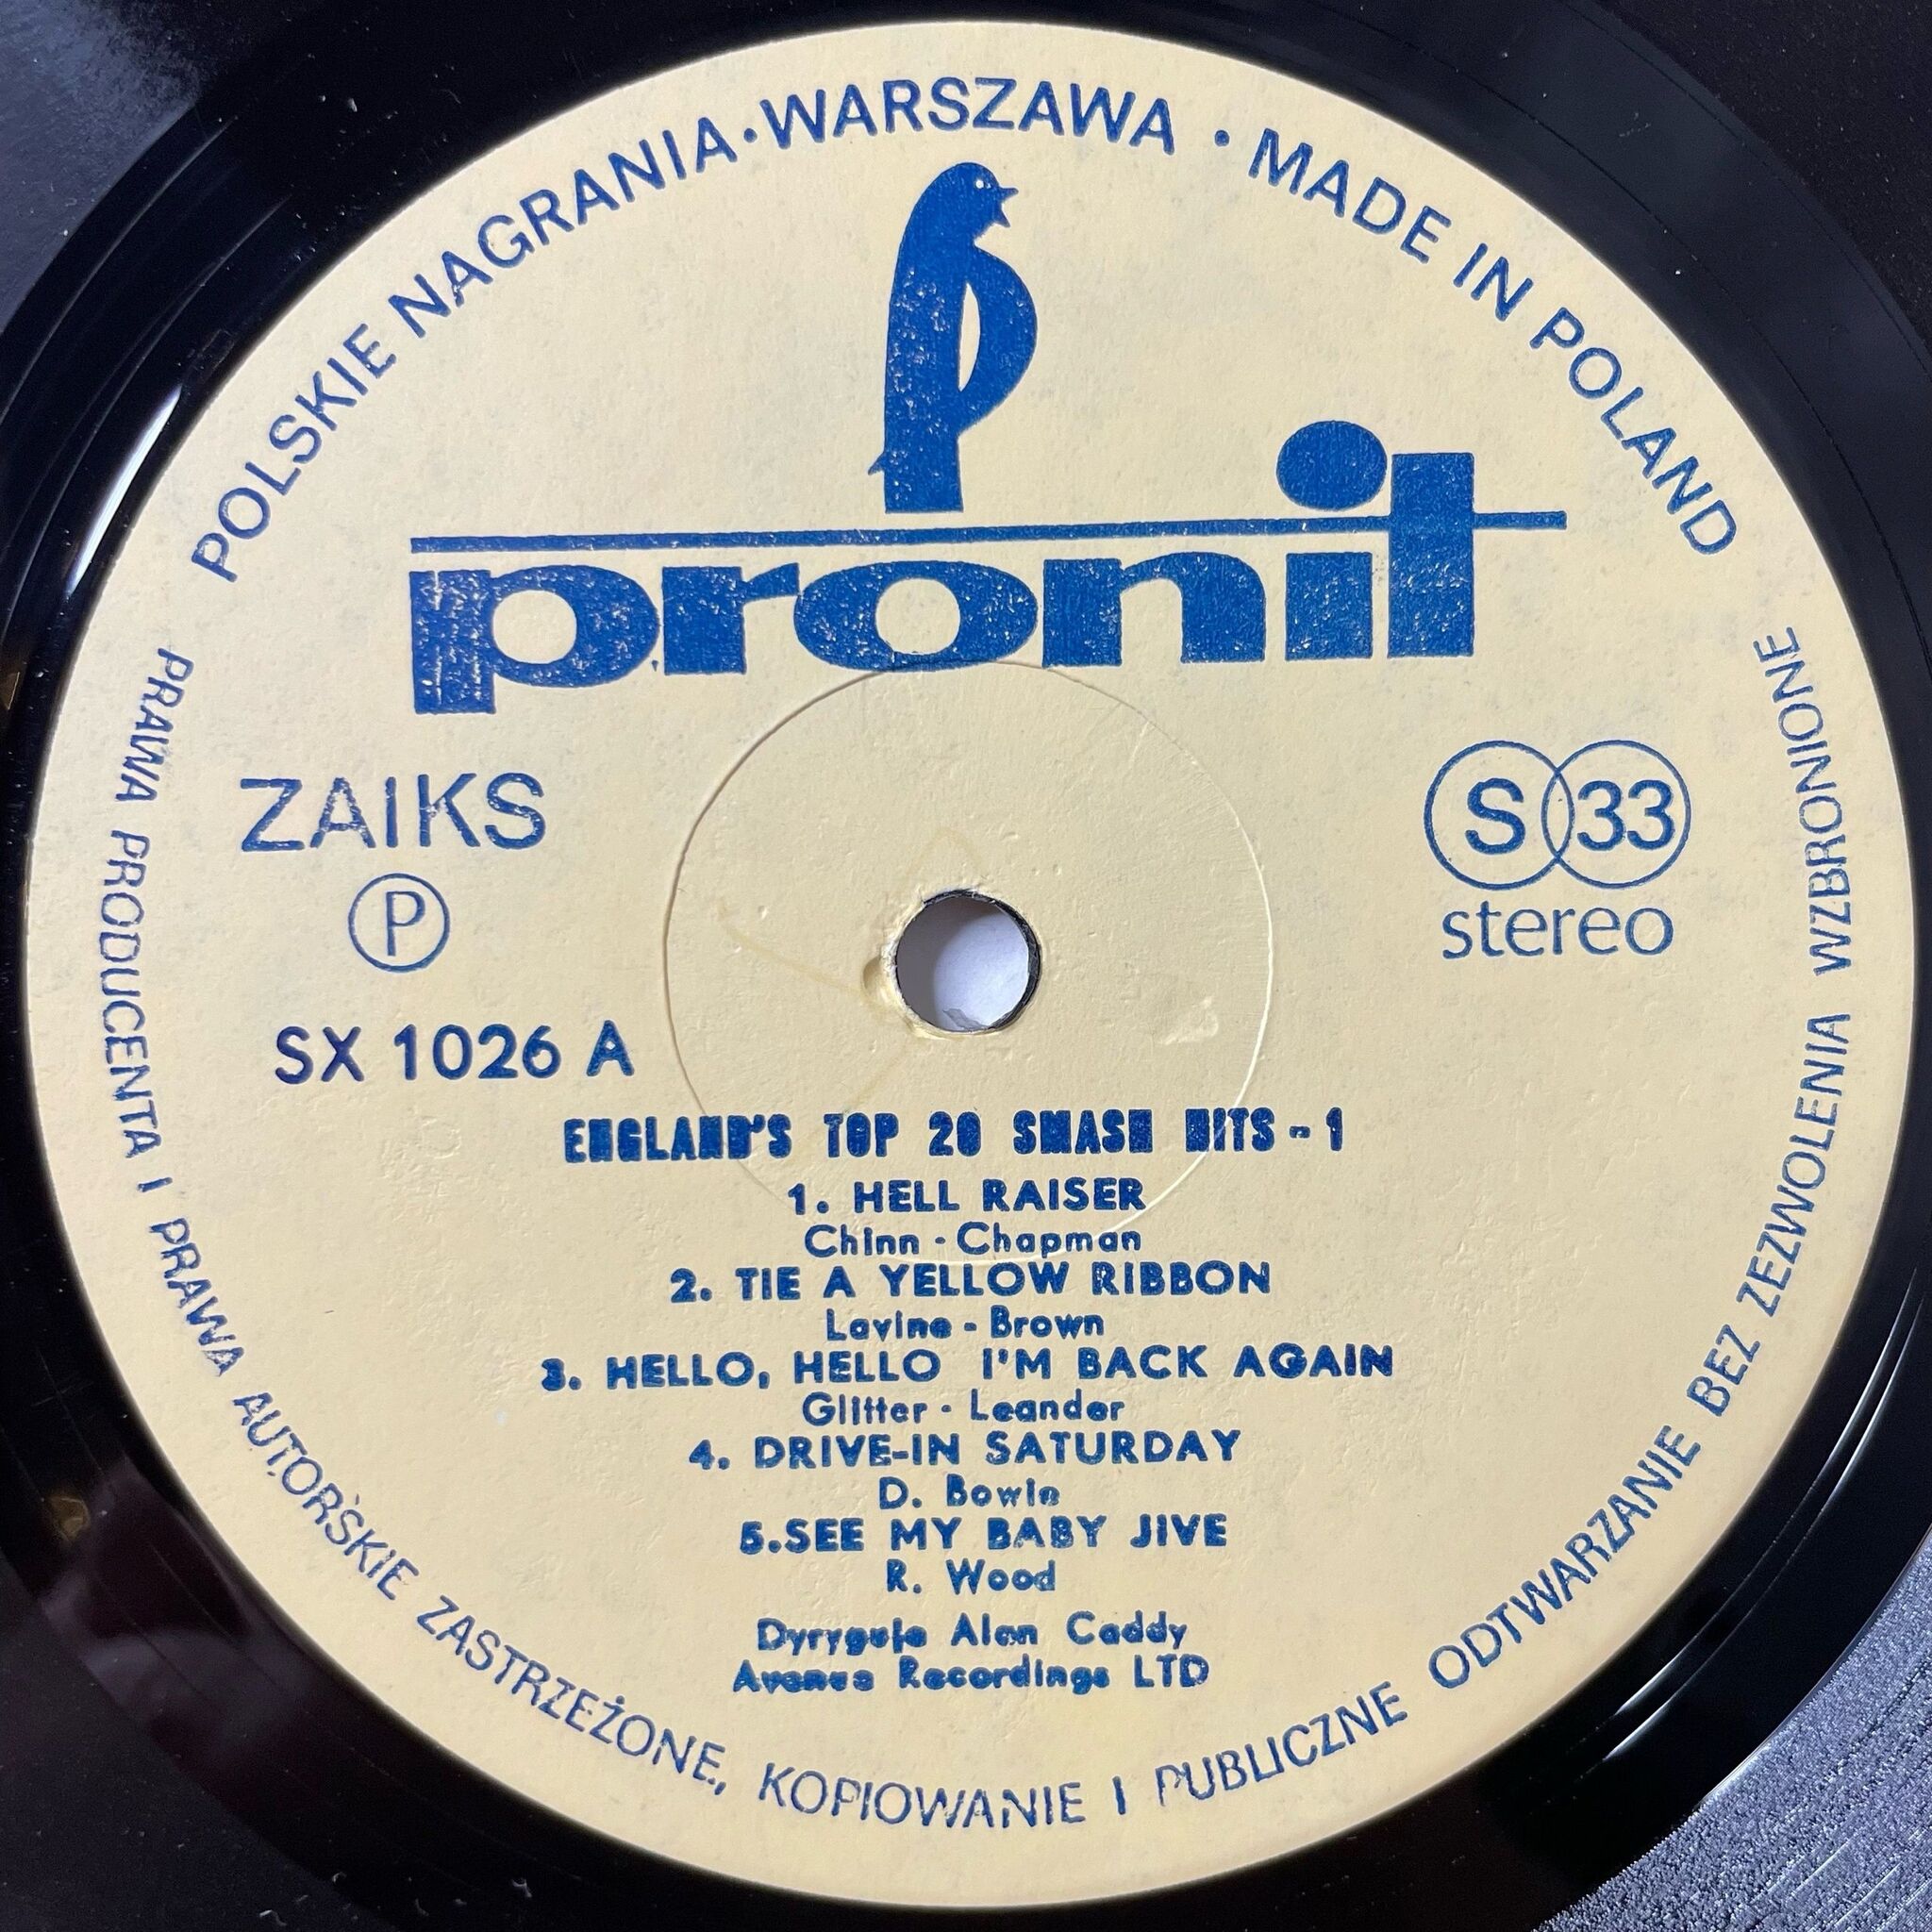 POLSKIE NAGRANIA · WARSZAWA · MADE IN POLAND
pronit
ZAIKS
P
S 33
stereo
SX 1026 A
ENGLAND'S TOP 20 SMASH HITS - 1
1. HELL RAISER
Chinn - Chapman
2. TIE A YELLOW RIBBON
Lavine - Brown
3. HELLO, HELLO I'M BACK AGAIN
Glitter - Leander
4. DRIVE-IN SATURDAY
D. Bowie
5.SEE MY BABY JIVE
R. Wood
Dyryguje Alan Caddy
Avenue Recordings LTD
PRAWA PRODUCENTA I PRAWA AUTORSKIE ZASTRZEŻONE, KOPIOWANIE I PUBLICZNE ODTWARZANIE BEZ ZEZWOLENIA WZBRONIONE